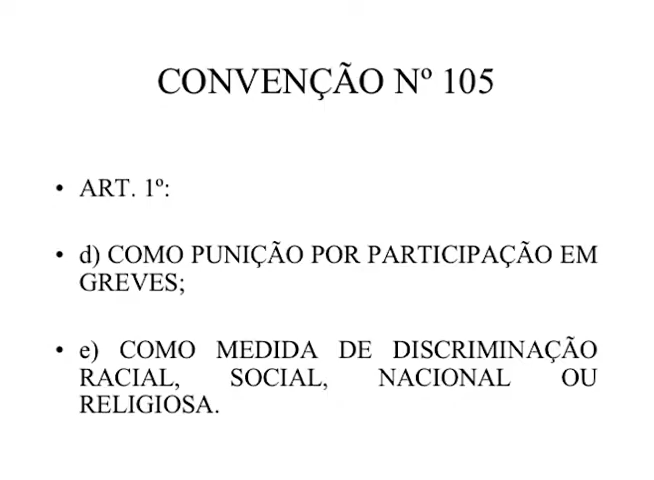 CONVENÇÃO Nº 105
• ART. 1º:
• d) COMO PUNIÇÃO POR PARTICIPAÇÃO EM
GREVES;
• e) COMO MEDIDA DE DISCRIMINAÇÃO
RACIAL, SOCIAL, NACIONAL OU
RELIGIOSA.